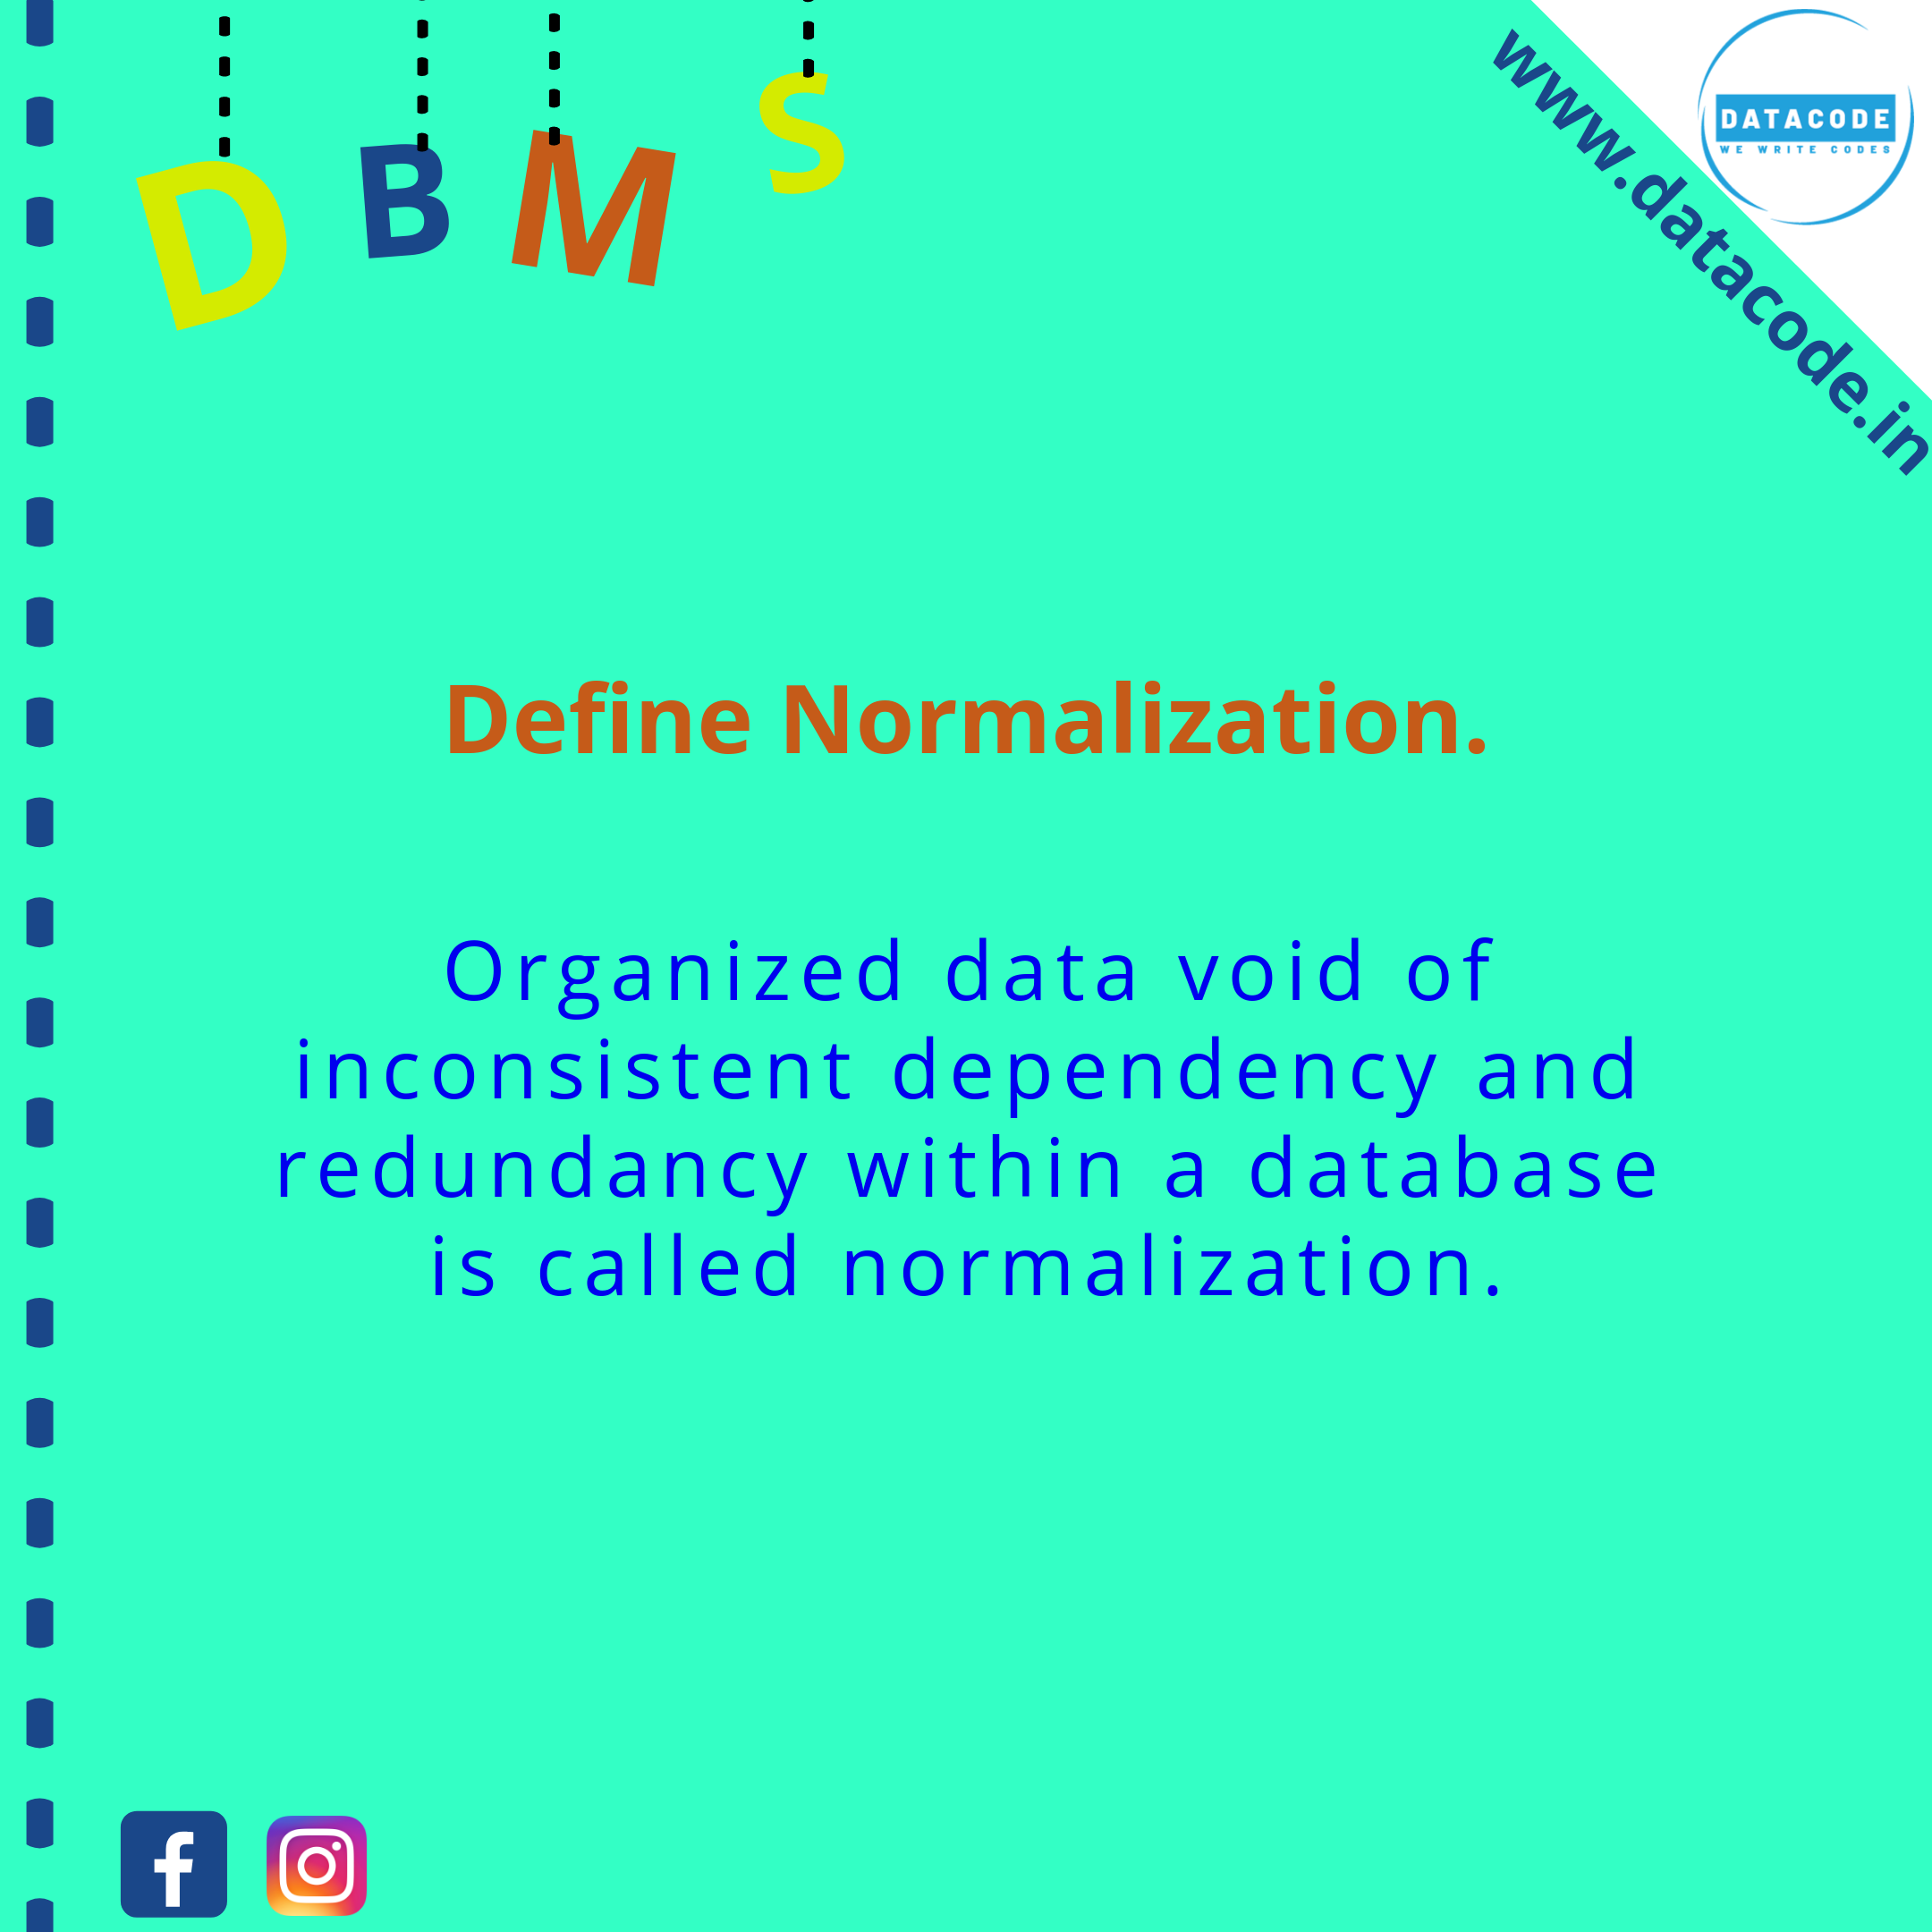 D B M S
www.datacode.in
DATACODE
WE WRITE CODES
Define Normalization.
Organized data void of
inconsistent dependency and
redundancy within a database
is called normalization.